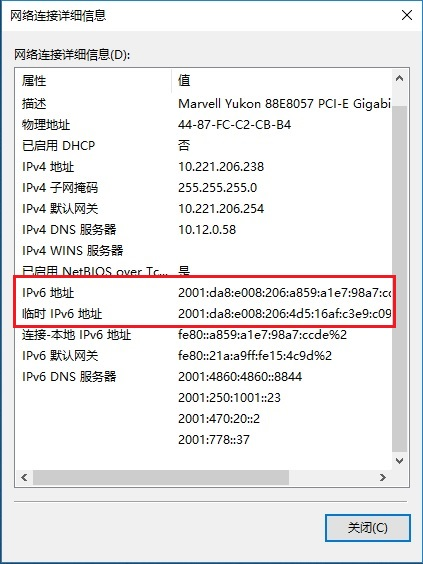 网络连接详细信息
网络连接详细信息(D):
属性 值
描述 Marvell Yukon 88E8057 PCI-E Gigabi
物理地址 44-87-FC-C2-CB-B4
已启用 DHCP 否
IPv4 地址 10.221.206.238
IPv4 子网掩码 255.255.255.0
IPv4 默认网关 10.221.206.254
IPv4 DNS 服务器 10.12.0.58
IPv4 WINS 服务器
已启用 NetBIOS over Tc... 是
IPv6 地址 2001:da8:e008:206:a859:a1e7:98a7:cc
临时 IPv6 地址 2001:da8:e008:206:4d5:16af:c3e9:c09
连接-本地 IPv6 地址 fe80::a859:a1e7:98a7:ccde%2
IPv6 默认网关 fe80::21a:a9ff:fe15:4c9d%2
IPv6 DNS 服务器 2001:4860:4860::8844
2001:250:1001::23
2001:470:20::2
2001:778::37
关闭(C)